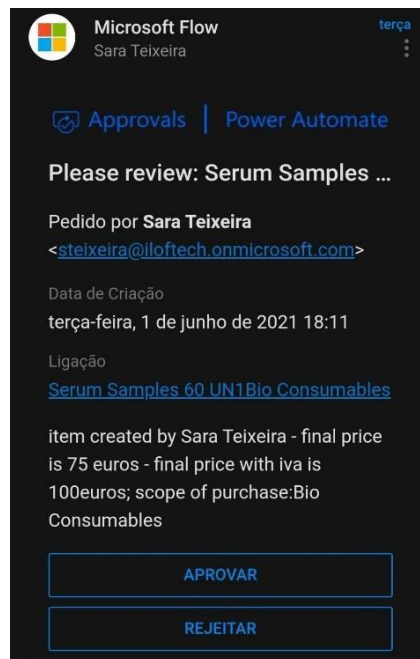 Microsoft Flow
terça
Sara Teixeira
Approvals | Power Automate
Please review: Serum Samples ...
Pedido por Sara Teixeira
<steixeira@iloftech.onmicrosoft.com>
Data de Criação
terça-feira, 1 de junho de 2021 18:11
Ligação
Serum Samples 60 UN1Bio Consumables
item created by Sara Teixeira - final price
is 75 euros - final price with iva is
100euros; scope of purchase:Bio
Consumables
APROVAR
REJEITAR